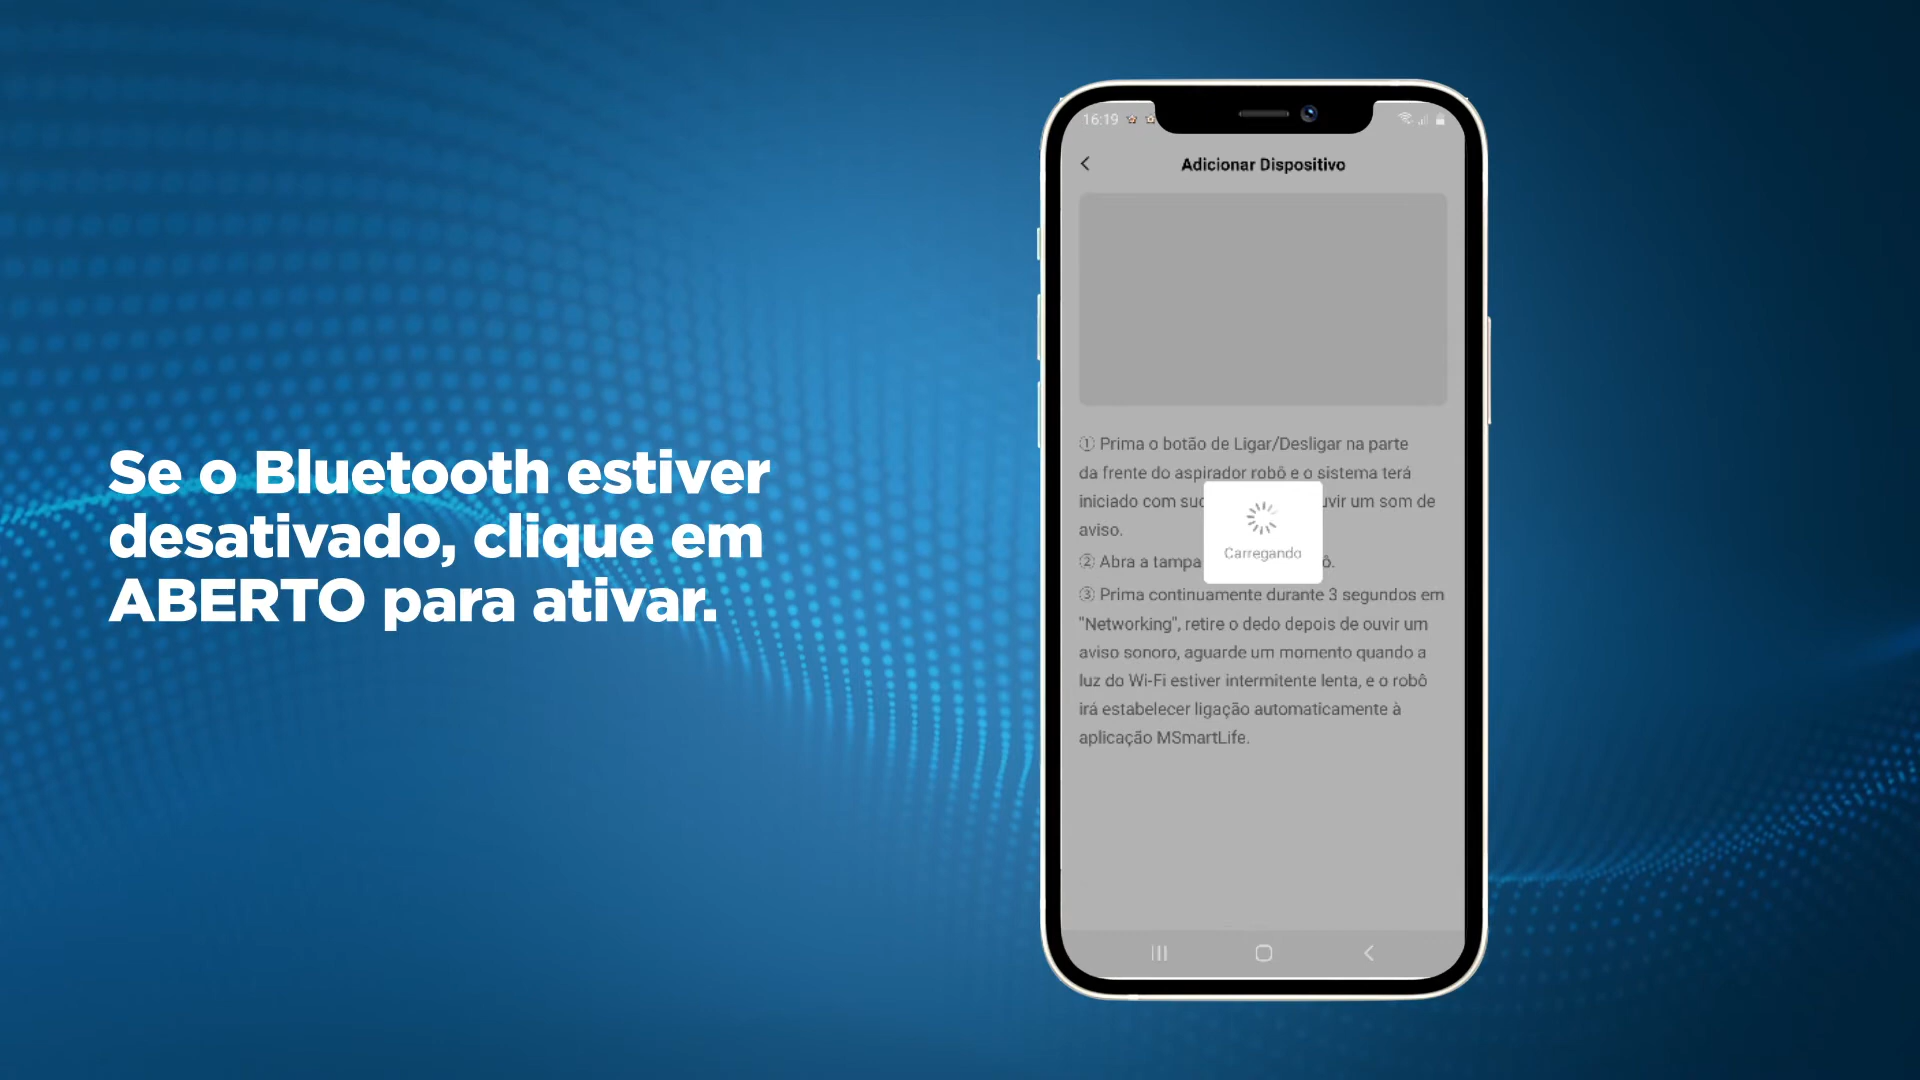 Se o Bluetooth estiver
desativado, clique em
ABERTO para ativar.
16:19
Adicionar Dispositivo
① Prima o botão de Ligar/Desligar na parte
da frente do aspirador robô e o sistema terá
iniciado com suc uvir um som de
aviso.
② Abra a tampa ô.
Carregando
③ Prima continuamente durante 3 segundos em
"Networking", retire o dedo depois de ouvir um
aviso sonoro, aguarde um momento quando a
luz do Wi-Fi estiver intermitente lenta, e o robô
irá estabelecer ligação automaticamente à
aplicação MSmartLife.